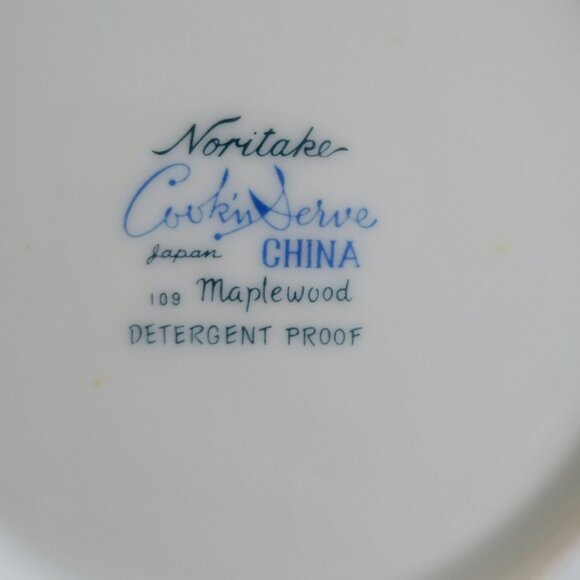 Noritake
Cook'n Serve
Japan CHINA
109 Maplewood
DETERGENT PROOF